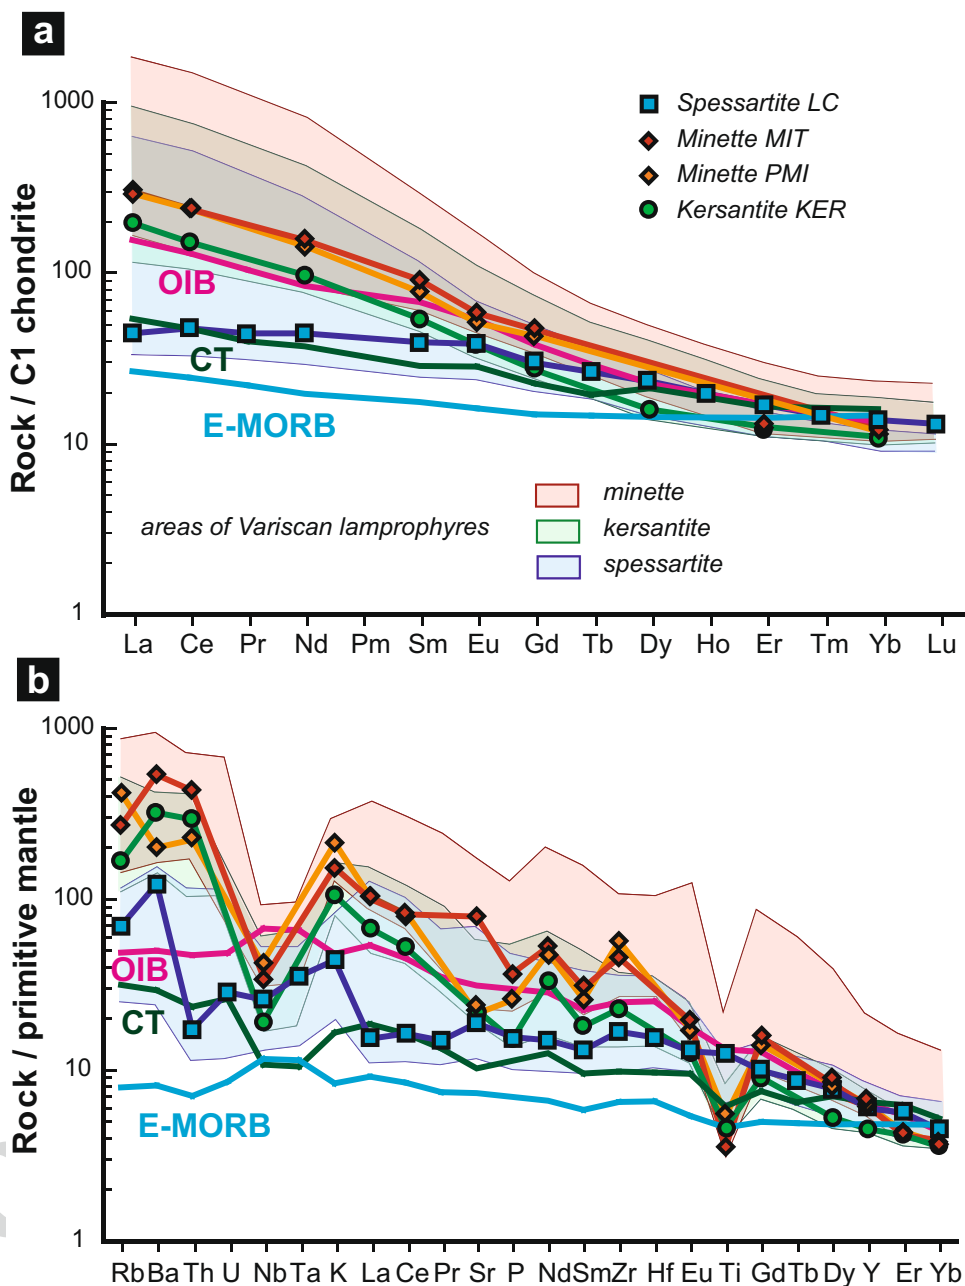 a
Rock / C1 chondrite
1000
100
10
1
Spessartite LC
Minette MIT
Minette PMI
Kersantite KER
OIB
CT
E-MORB
areas of Variscan lamprophyres
minette
kersantite
spessartite
La Ce Pr Nd Pm Sm Eu Gd Tb Dy Ho Er Tm Yb Lu
b
Rock / primitive mantle
1000
100
10
1
OIB
CT
E-MORB
Rb Ba Th U Nb Ta K La Ce Pr Sr P Nd Sm Zr Hf Eu Ti Gd Tb Dy Y Er Yb